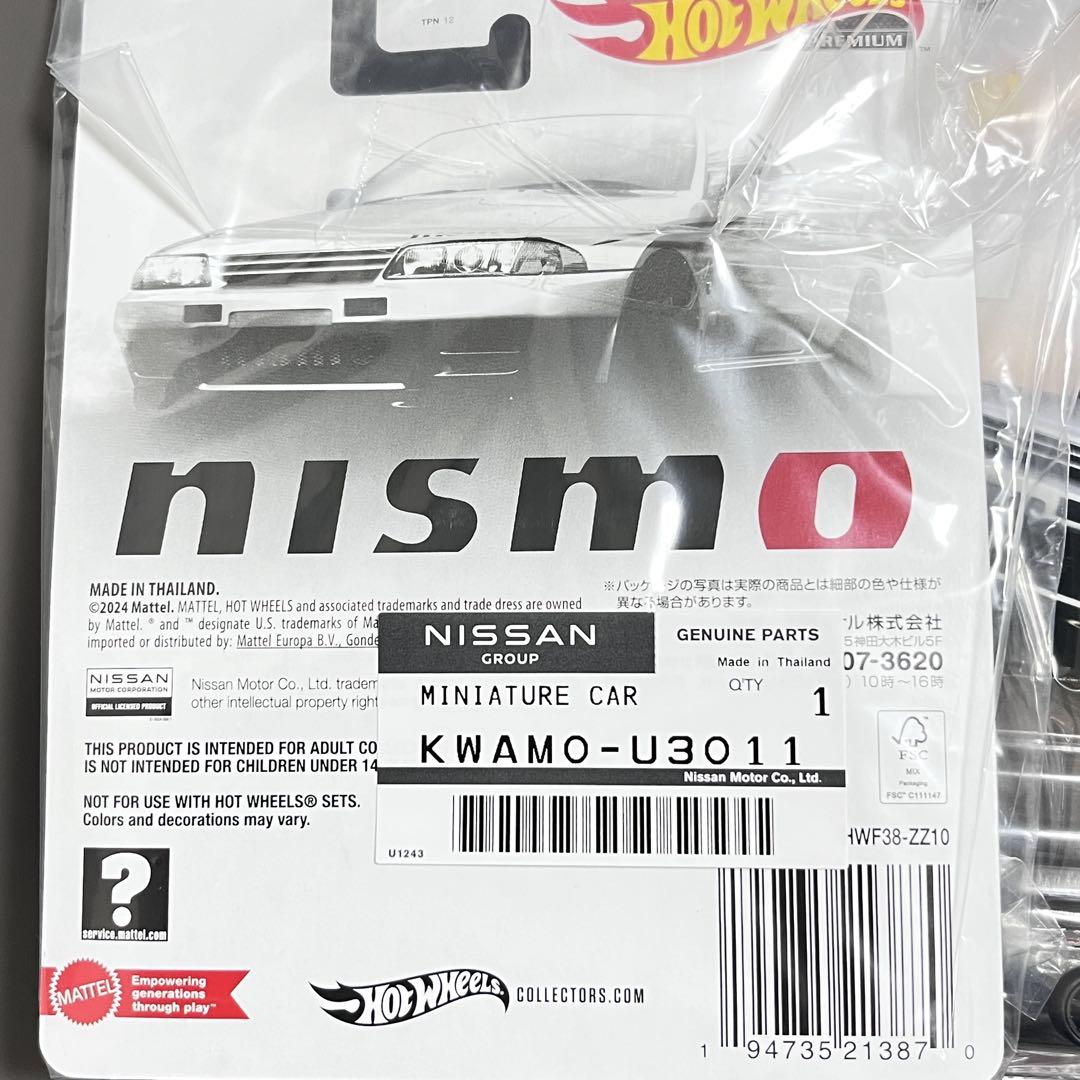 TPN 12
HOT WHEELS
PREMIUM
™
nismo
MADE IN THAILAND.
©2024 Mattel. MATTEL, HOT WHEELS and associated trademarks and trade dress are owned
by Mattel. ® and ™ designate U.S. trademarks of Ma
imported or distributed by: Mattel Europa B.V., Gonde
※パッケージの写真は実際の商品とは細部の色や仕様が
異なる場合があります。
ル株式会社
5神田大木ビル5F
07-3620
) 10時～16時
NISSAN
MOTOR CORPORATION
OFFICIAL LICENSED PRODUCT
Nissan Motor Co., Ltd. tradem
other intellectual property right
NISSAN
GROUP
GENUINE PARTS
Made in Thailand
MINIATURE CAR
Q'TY
1
KWAM0-U3011
Nissan Motor Co., Ltd.
U1243
THIS PRODUCT IS INTENDED FOR ADULT CO
IS NOT INTENDED FOR CHILDREN UNDER 14
NOT FOR USE WITH HOT WHEELS® SETS.
Colors and decorations may vary.
FSC
MIX
Packaging
FSC™ C111147
HWF38-ZZ10
?
service.mattel.com
MATTEL
Empowering
generations
through play™
HOT WHEELS
COLLECTORS.COM
1 94735 21387 0